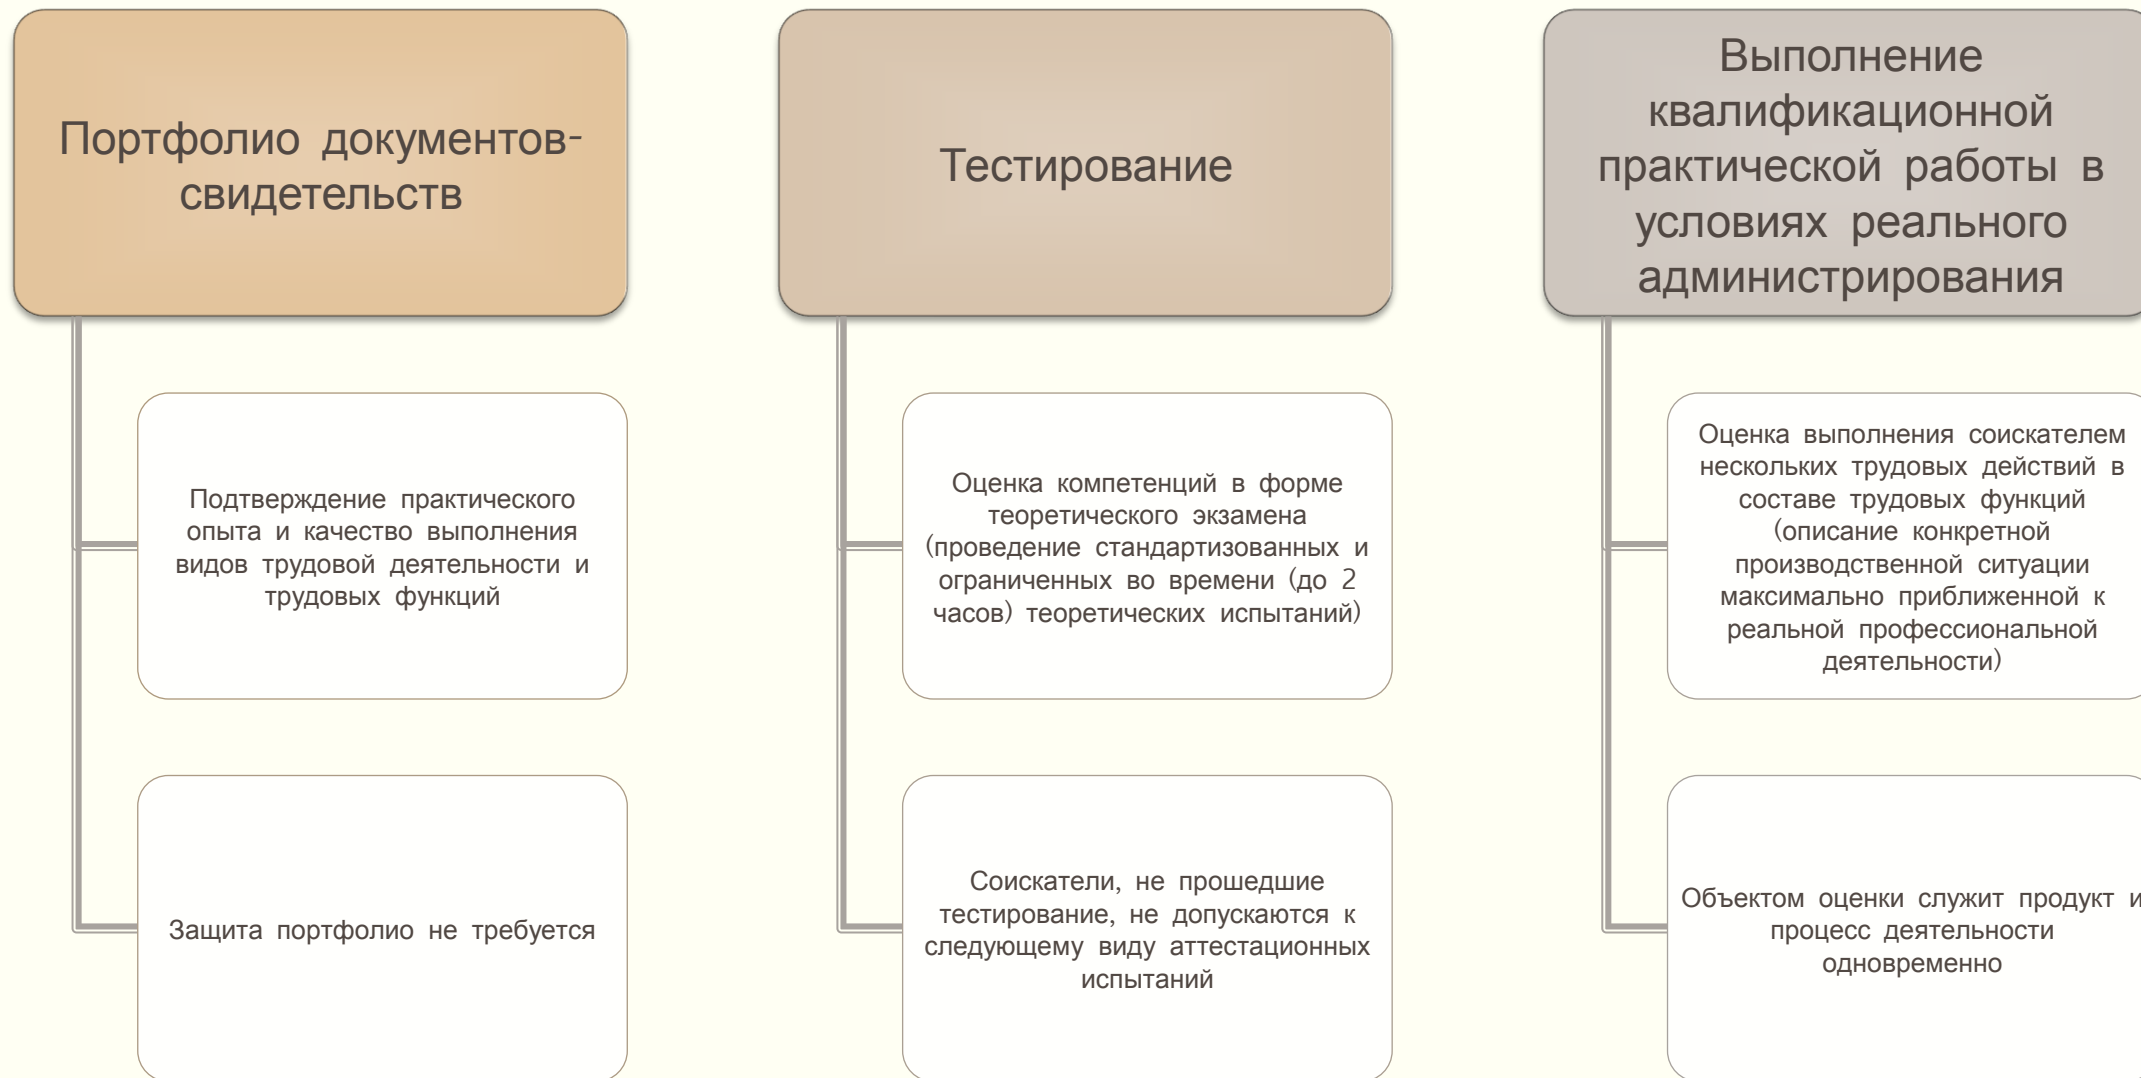 Портфолио документов-
свидетельств
Подтверждение практического
опыта и качество выполнения
видов трудовой деятельности и
трудовых функций
Защита портфолио не требуется
Тестирование
Оценка компетенций в форме
теоретического экзамена
(проведение стандартизованных и
ограниченных во времени (до 2
часов) теоретических испытаний)
Соискатели, не прошедшие
тестирование, не допускаются к
следующему виду аттестационных
испытаний
Выполнение
квалификационной
практической работы в
условиях реального
администрирования
Оценка выполнения соискателем
нескольких трудовых действий в
составе трудовых функций
(описание конкретной
производственной ситуации
максимально приближенной к
реальной профессиональной
деятельности)
Объектом оценки служит продукт и
процесс деятельности
одновременно